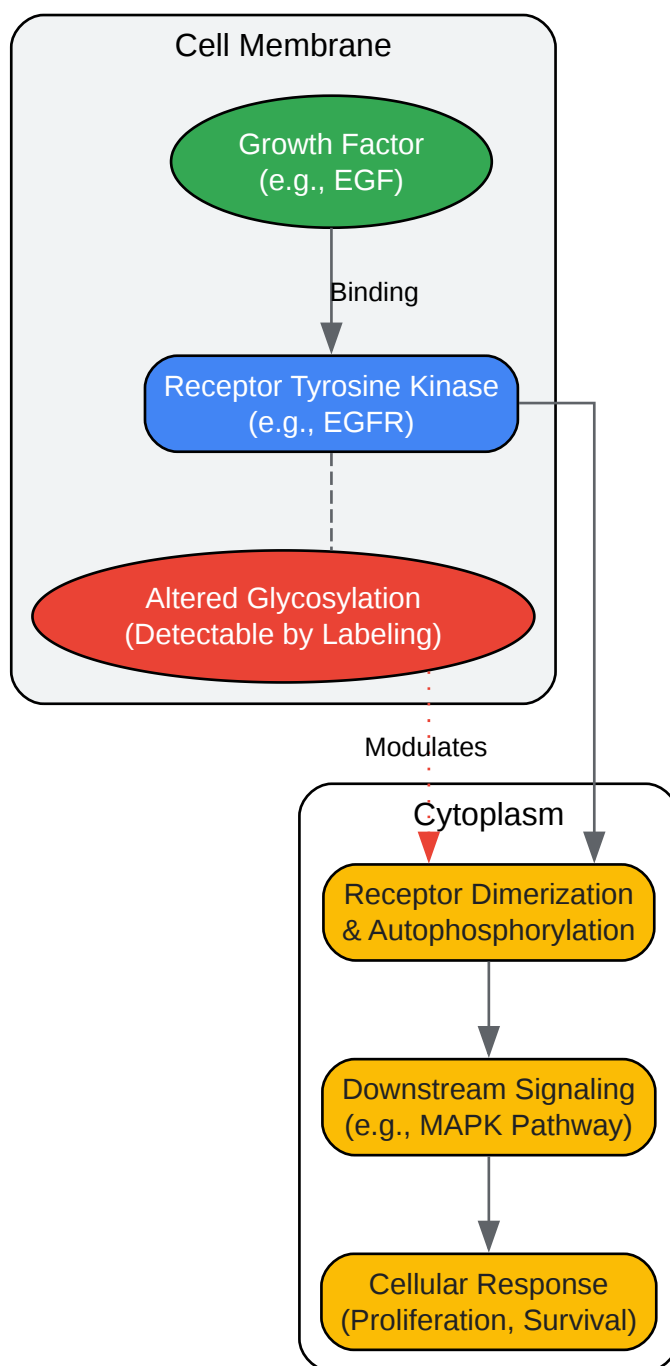 Cell Membrane
Growth Factor
(e.g., EGF)
Binding
Receptor Tyrosine Kinase
(e.g., EGFR)
Altered Glycosylation
(Detectable by Labeling)
Modulates
Cytoplasm
Receptor Dimerization
& Autophosphorylation
Downstream Signaling
(e.g., MAPK Pathway)
Cellular Response
(Proliferation, Survival)